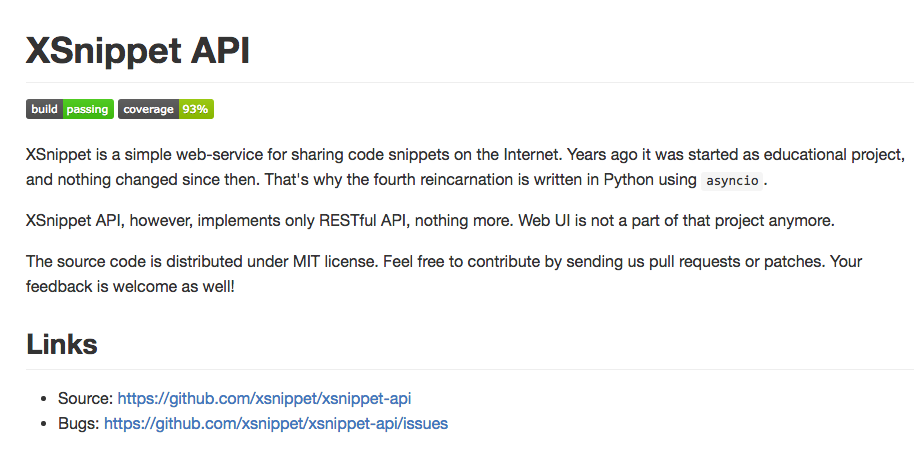 XSnippet API
build passing coverage 93%
XSnippet is a simple web-service for sharing code snippets on the Internet. Years ago it was started as educational project,
and nothing changed since then. That's why the fourth reincarnation is written in Python using asyncio.
XSnippet API, however, implements only RESTful API, nothing more. Web UI is not a part of that project anymore.
The source code is distributed under MIT license. Feel free to contribute by sending us pull requests or patches. Your
feedback is welcome as well!
Links
• Source: https://github.com/xsnippet/xsnippet-api
• Bugs: https://github.com/xsnippet/xsnippet-api/issues